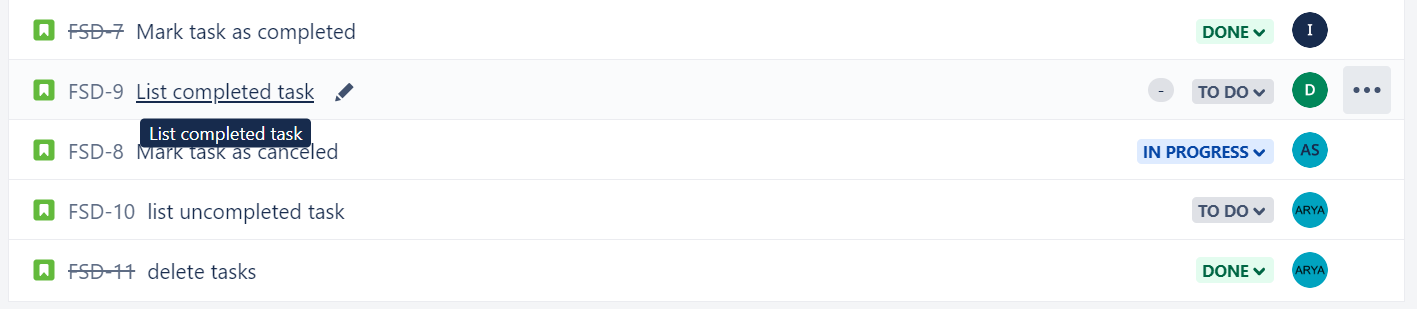 FSD-7 Mark task as completed DONE I
FSD-9 List completed task - TO DO D
List completed task
FSD-8 Mark task as canceled IN PROGRESS AS
FSD-10 list uncompleted task TO DO ARYA
FSD-11 delete tasks DONE ARYA